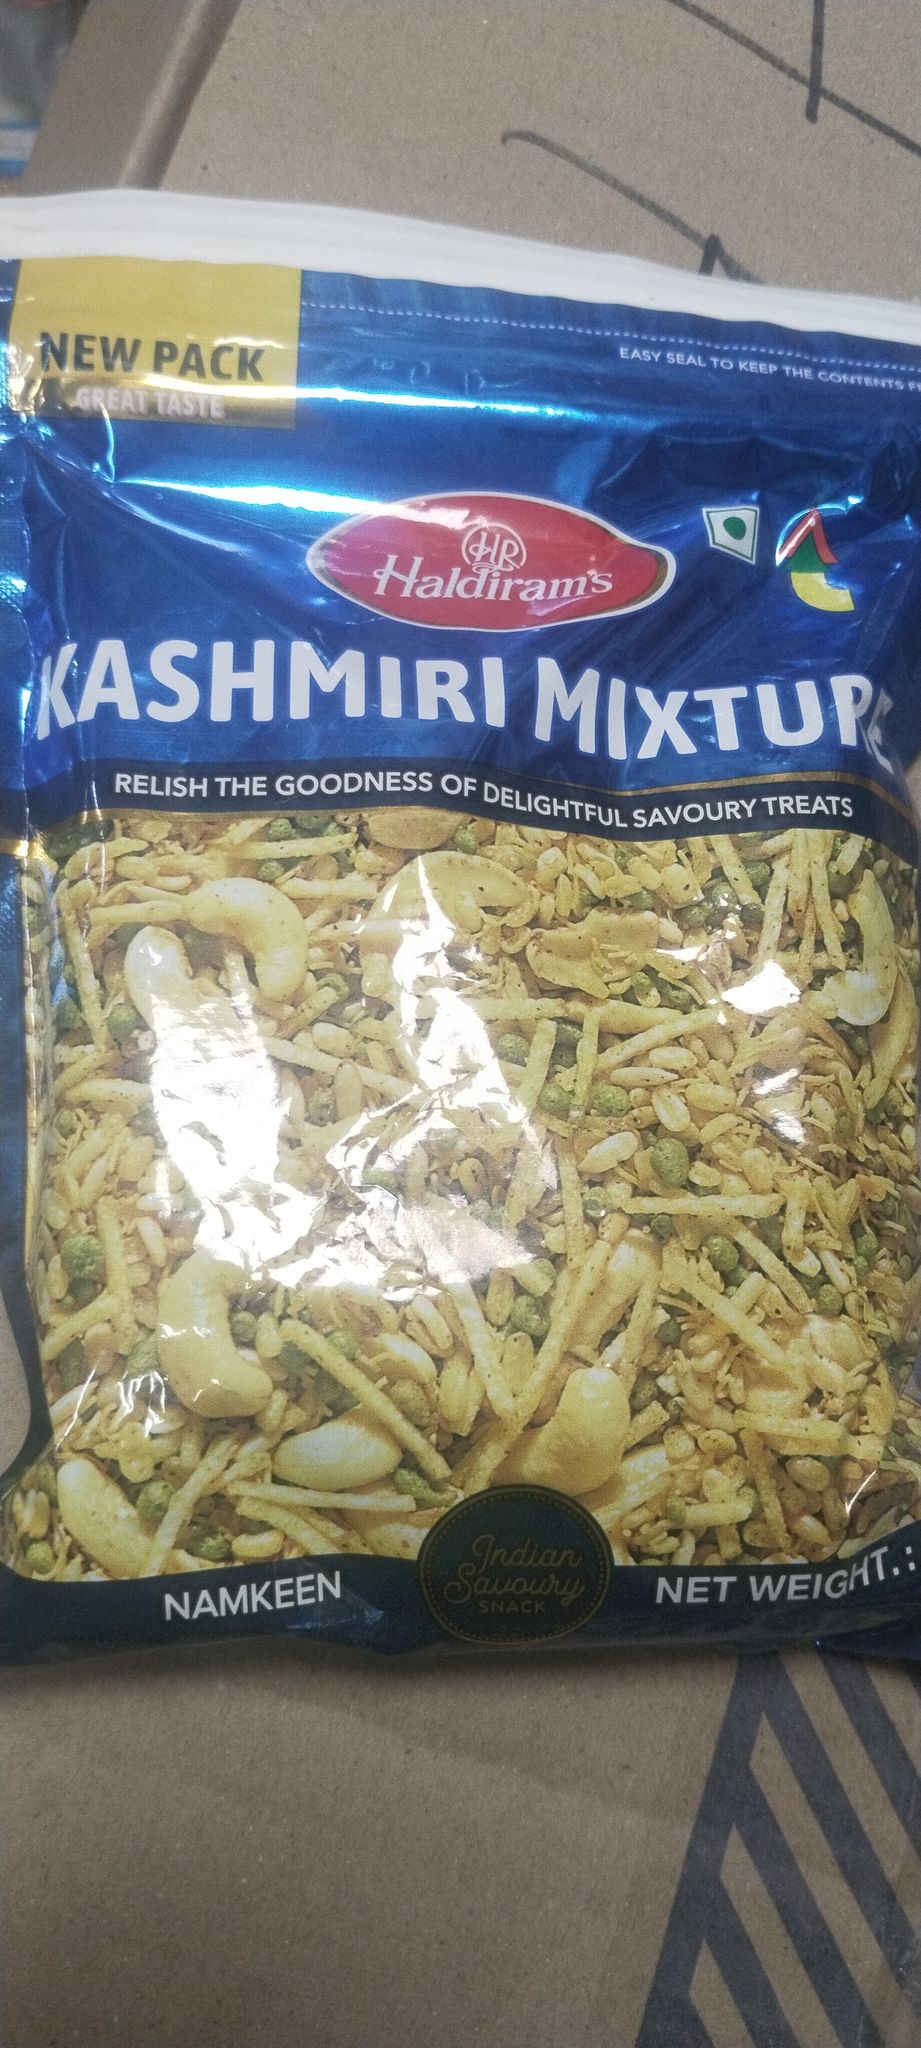 NEW PACK
GREAT TASTE
EASY SEAL TO KEEP THE CONTENTS
HR
Haldiram's
KASHMIRI MIXTURE
RELISH THE GOODNESS OF DELIGHTFUL SAVOURY TREATS
Indian
Savoury
SNACK
NAMKEEN
NET WEIGHT.: